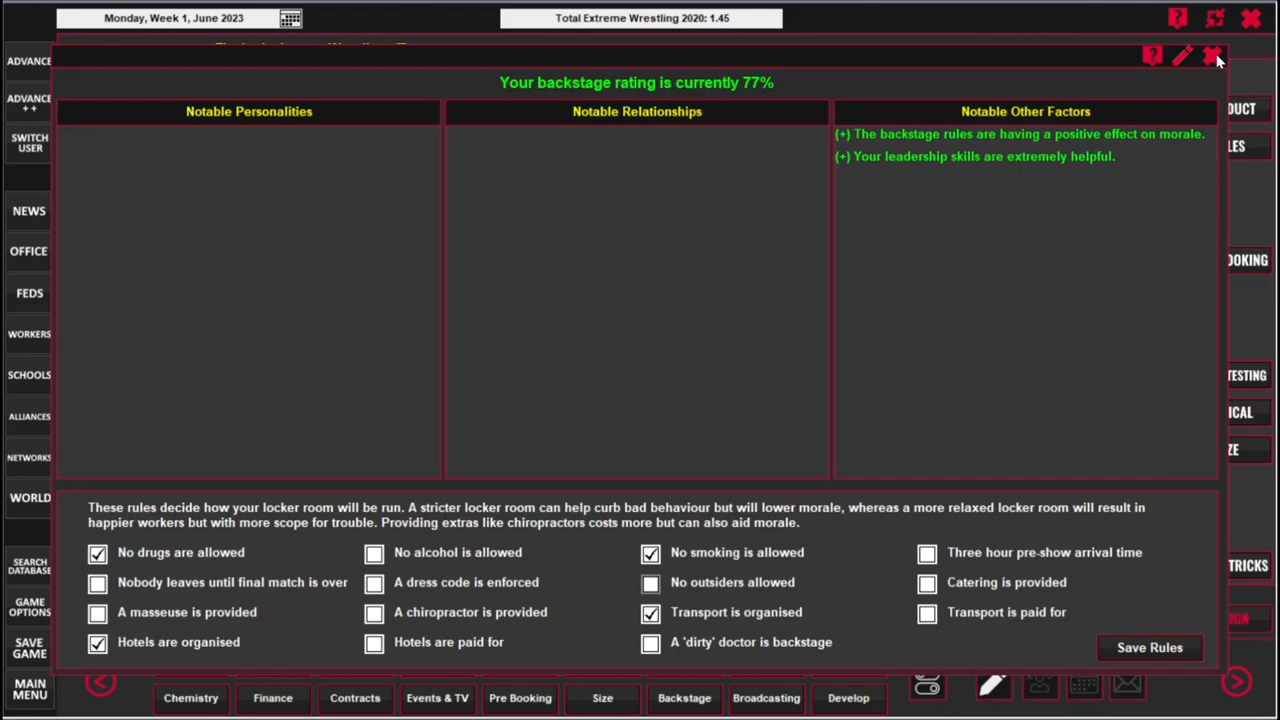 Monday, Week 1, June 2023
Total Extreme Wrestling 2020: 1.45
ADVANCE
ADVANCE
++
SWITCH
USER
NEWS
OFFICE
FEDS
WORKERS
SCHOOLS
ALLIANCES
NETWORKS
WORLD
SEARCH
DATABASE
GAME
OPTIONS
SAVE
GAME
MAIN
MENU
Your backstage rating is currently 77%
Notable Personalities
Notable Relationships
Notable Other Factors
(+) The backstage rules are having a positive effect on morale.
(+) Your leadership skills are extremely helpful.
These rules decide how your locker room will be run. A stricter locker room can help curb bad behaviour but will lower morale, whereas a more relaxed locker room will result in
happier workers but with more scope for trouble. Providing extras like chiropractors costs more but can also aid morale.
No drugs are allowed
No alcohol is allowed
No smoking is allowed
Three hour pre-show arrival time
Nobody leaves until final match is over
A dress code is enforced
No outsiders allowed
Catering is provided
A masseuse is provided
A chiropractor is provided
Transport is organised
Transport is paid for
Hotels are organised
Hotels are paid for
A 'dirty' doctor is backstage
Save Rules
UCT
LES
OOKING
TESTING
ICAL
ZE
TRICKS
IGN
Chemistry
Finance
Contracts
Events & TV
Pre Booking
Size
Backstage
Broadcasting
Develop